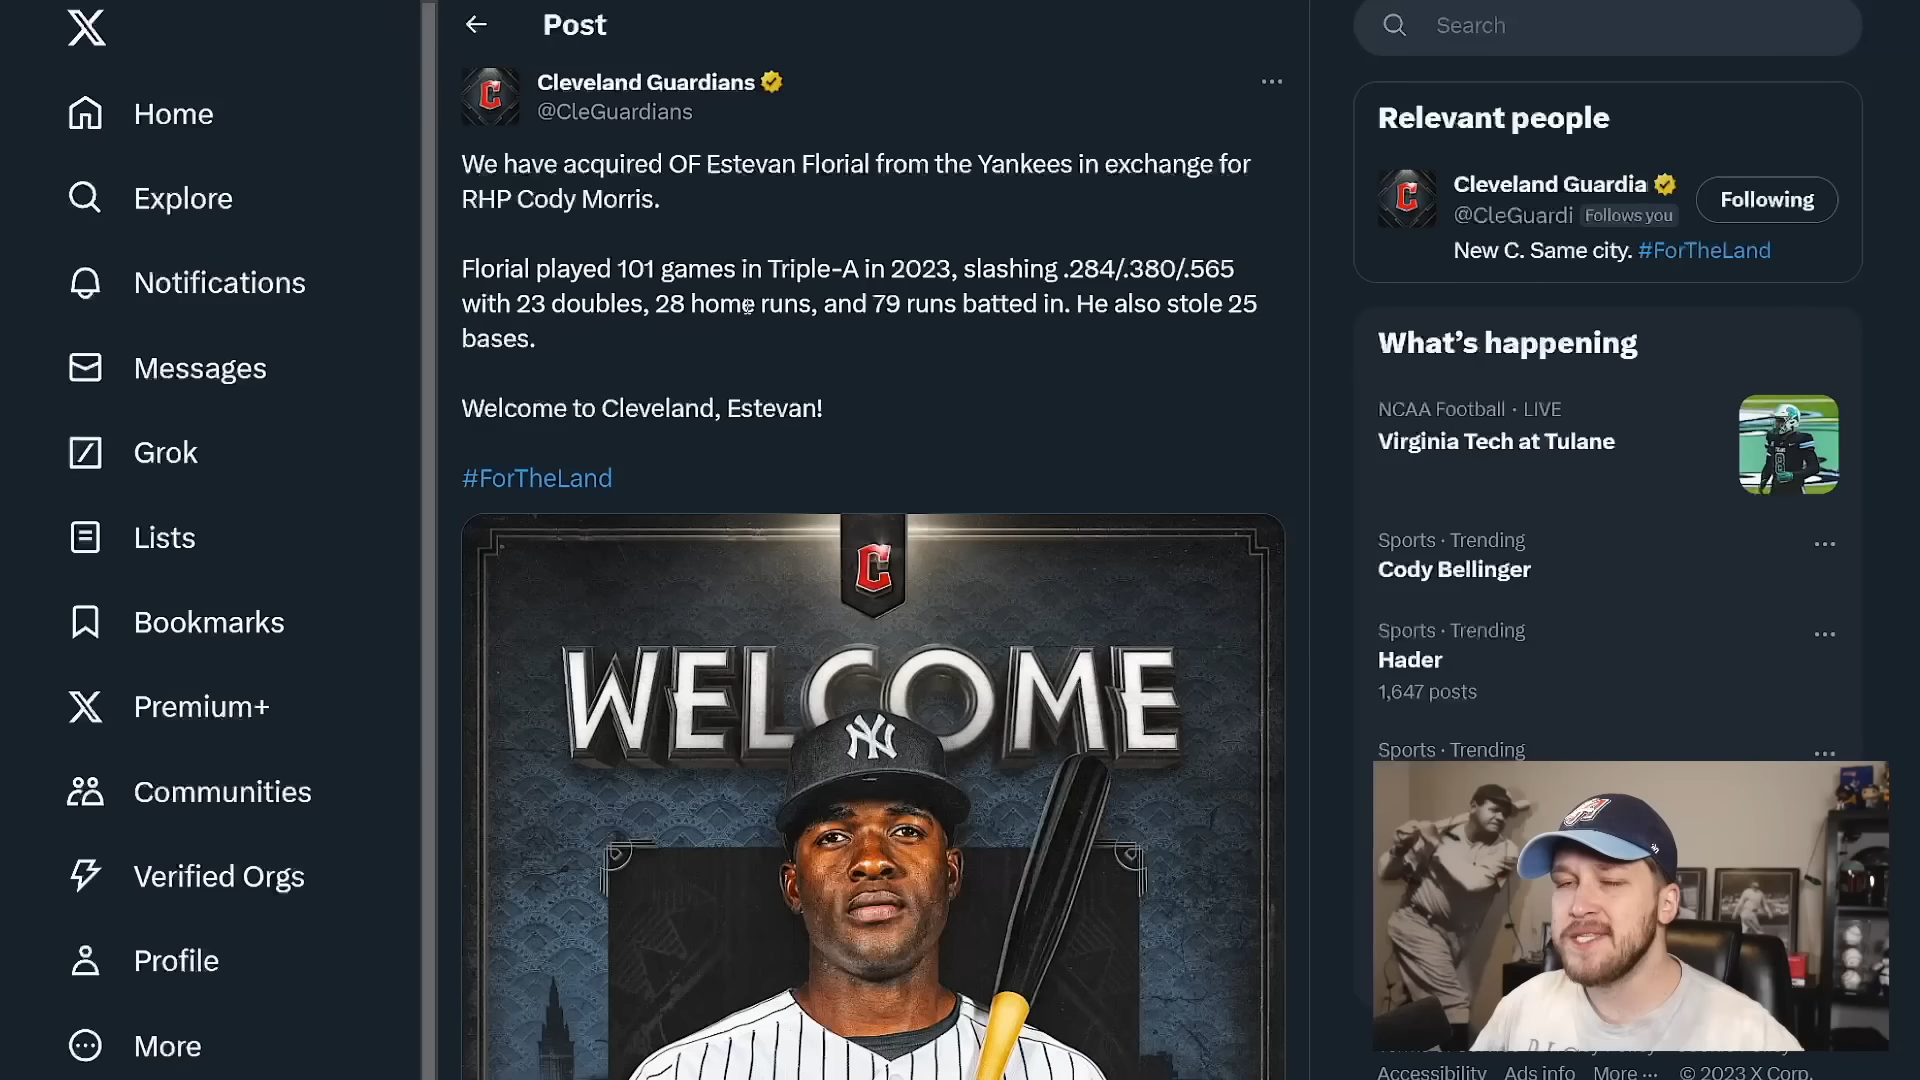 Home
Explore
Notifications
Messages
Grok
Lists
Bookmarks
Premium+
Communities
Verified Orgs
Profile
More
Post
Cleveland Guardians
@CleGuardians
We have acquired OF Estevan Florial from the Yankees in exchange for
RHP Cody Morris.
Florial played 101 games in Triple-A in 2023, slashing .284/.380/.565
with 23 doubles, 28 home runs, and 79 runs batted in. He also stole 25
bases.
Welcome to Cleveland, Estevan!
#ForTheLand
C
WELCOME
NY
Search
Relevant people
Cleveland Guardia
@CleGuardi Follows you
Following
New C. Same city. #ForTheLand
What's happening
NCAA Football · LIVE
Virginia Tech at Tulane
Sports · Trending
Cody Bellinger
Sports · Trending
Hader
1,647 posts
Sports · Trending
Accessibility Ads info More ··· © 2023 X Corp.